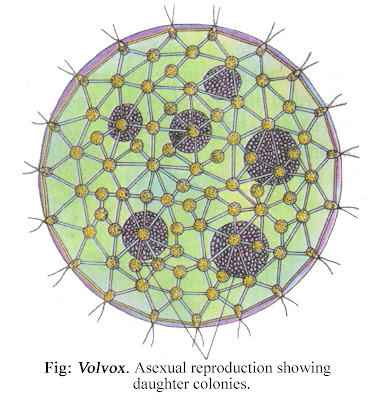 Fig: Volvox. Asexual reproduction showing
daughter colonies.